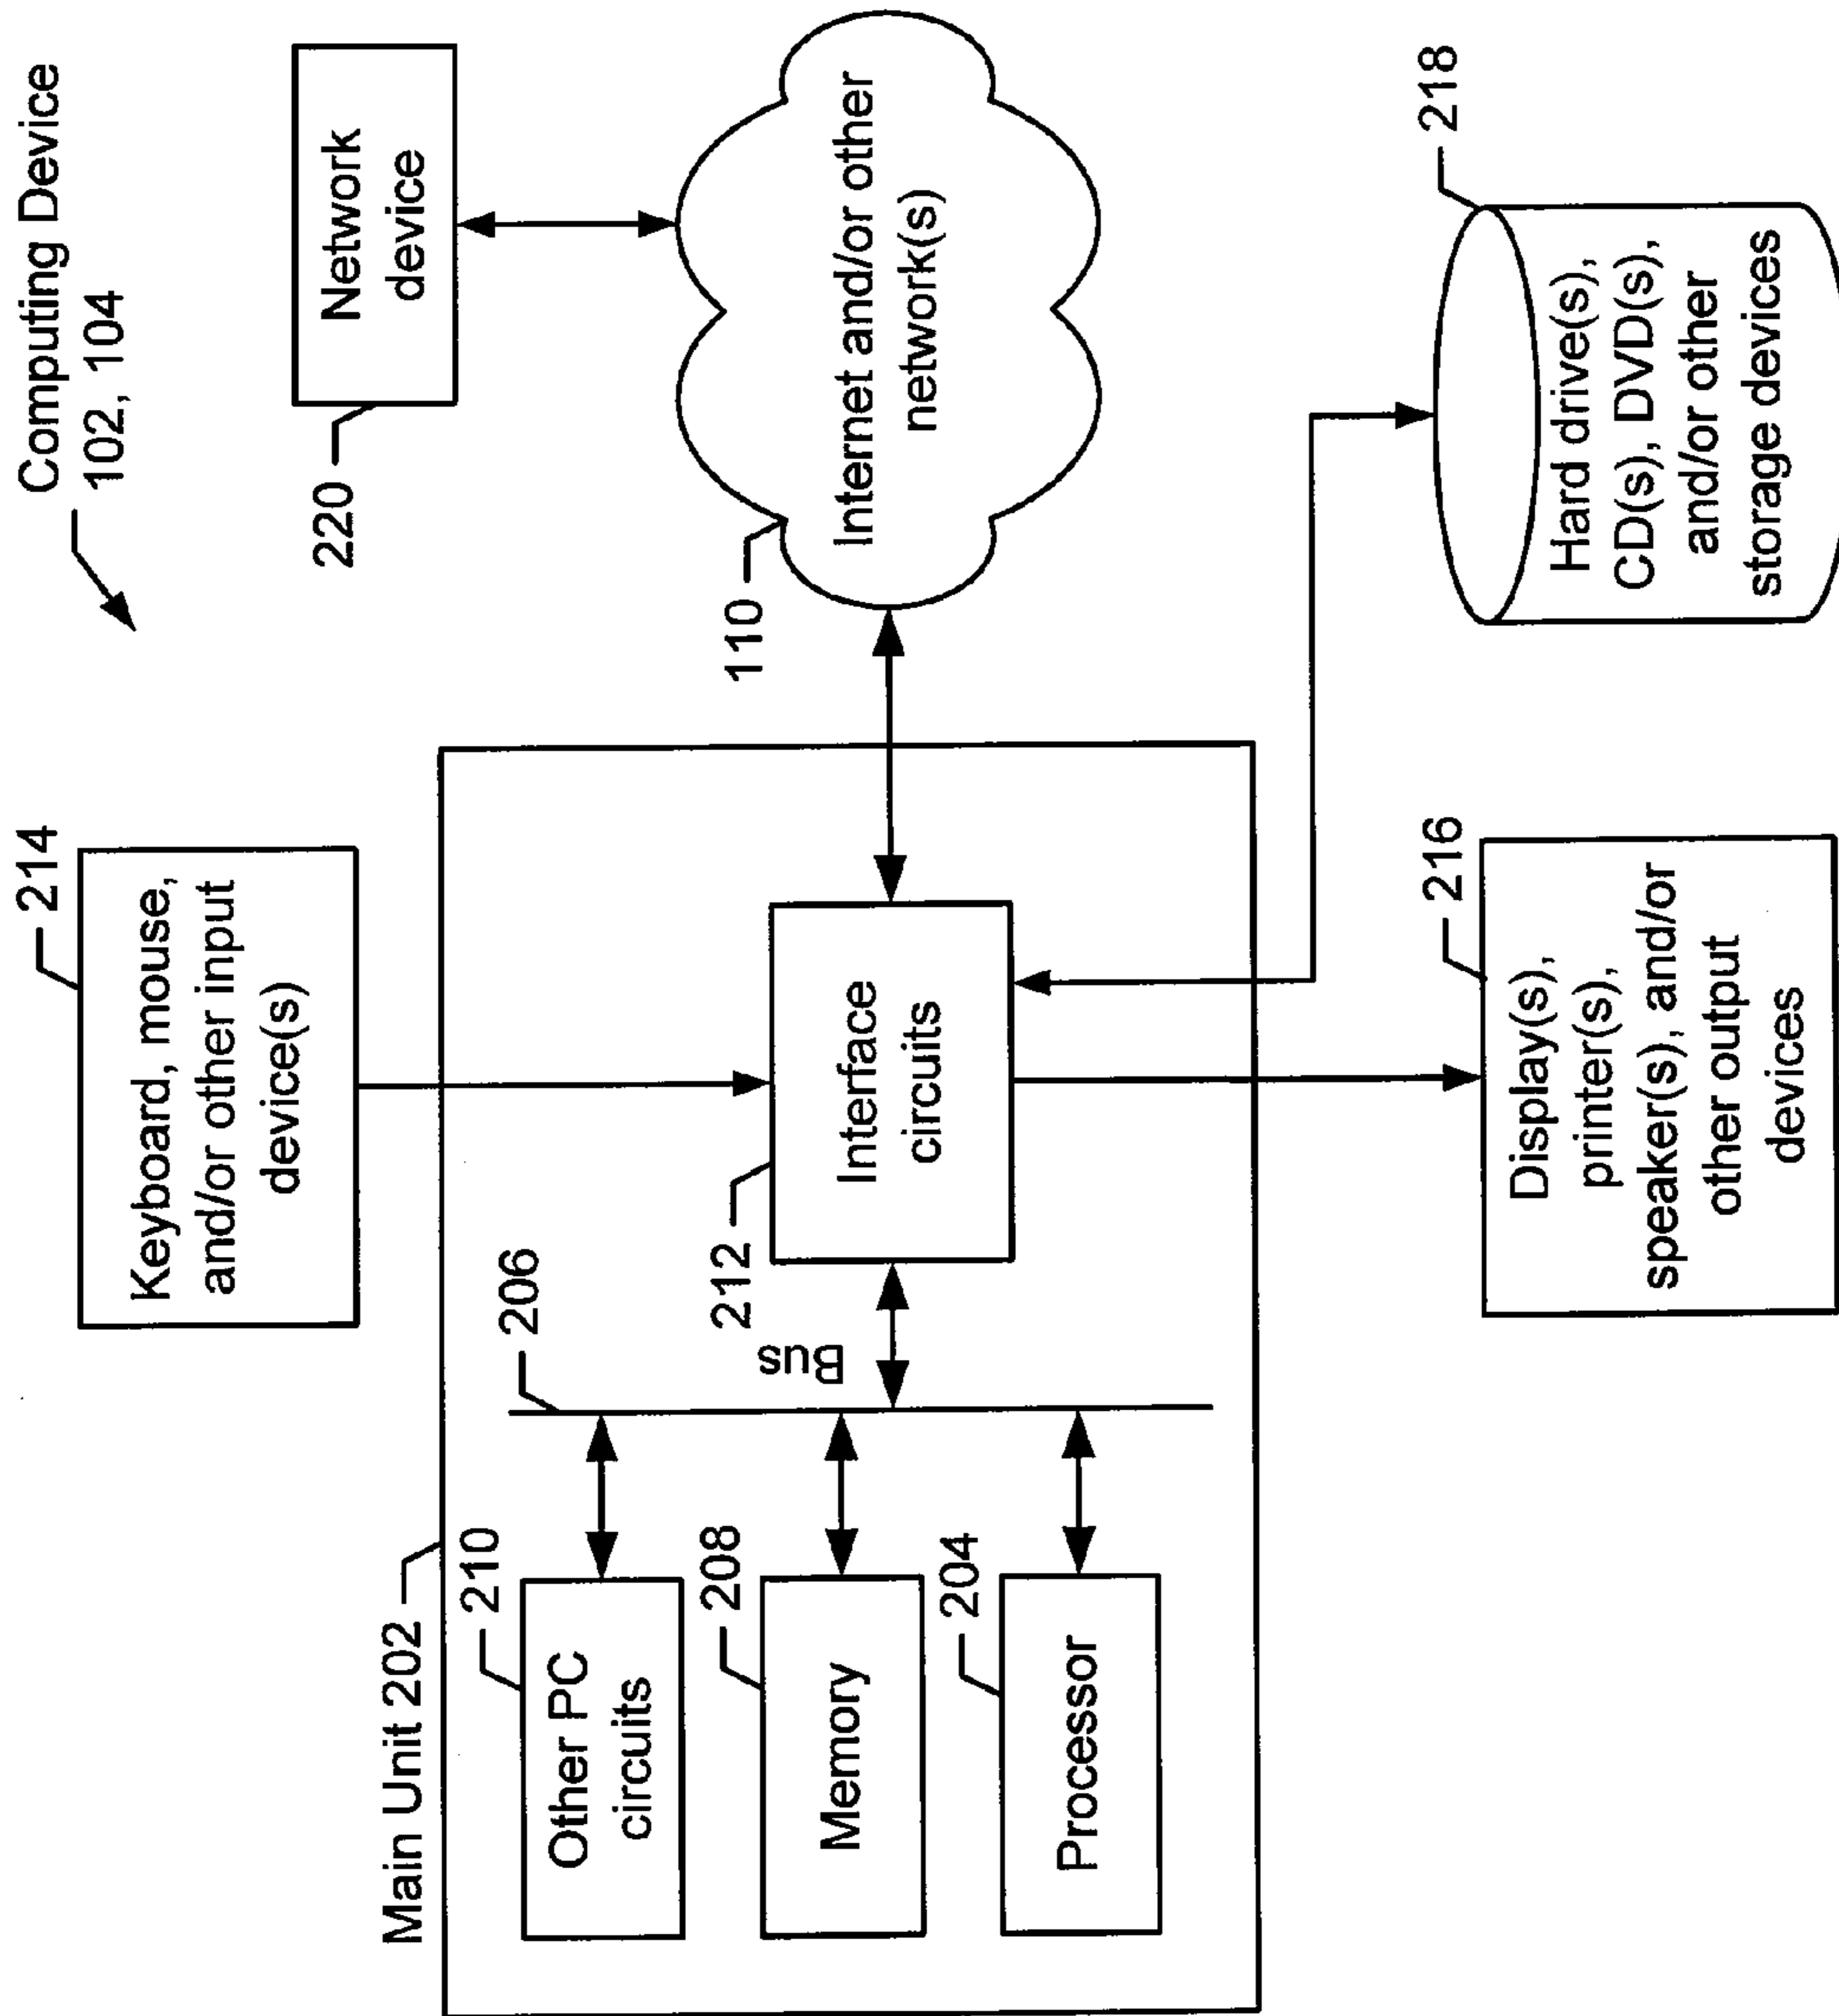 Computing Device
102, 104
214
Keyboard, mouse,
and/or other input
device(s)
220
Network
device
Main Unit 202
210
Other PC
circuits
206
Bus
208
Memory
204
Processor
212
Interface
circuits
110
Internet and/or other
network(s)
216
Display(s),
printer(s),
speaker(s), and/or
other output
devices
218
Hard drive(s),
CD(s), DVD(s),
and/or other
storage devices